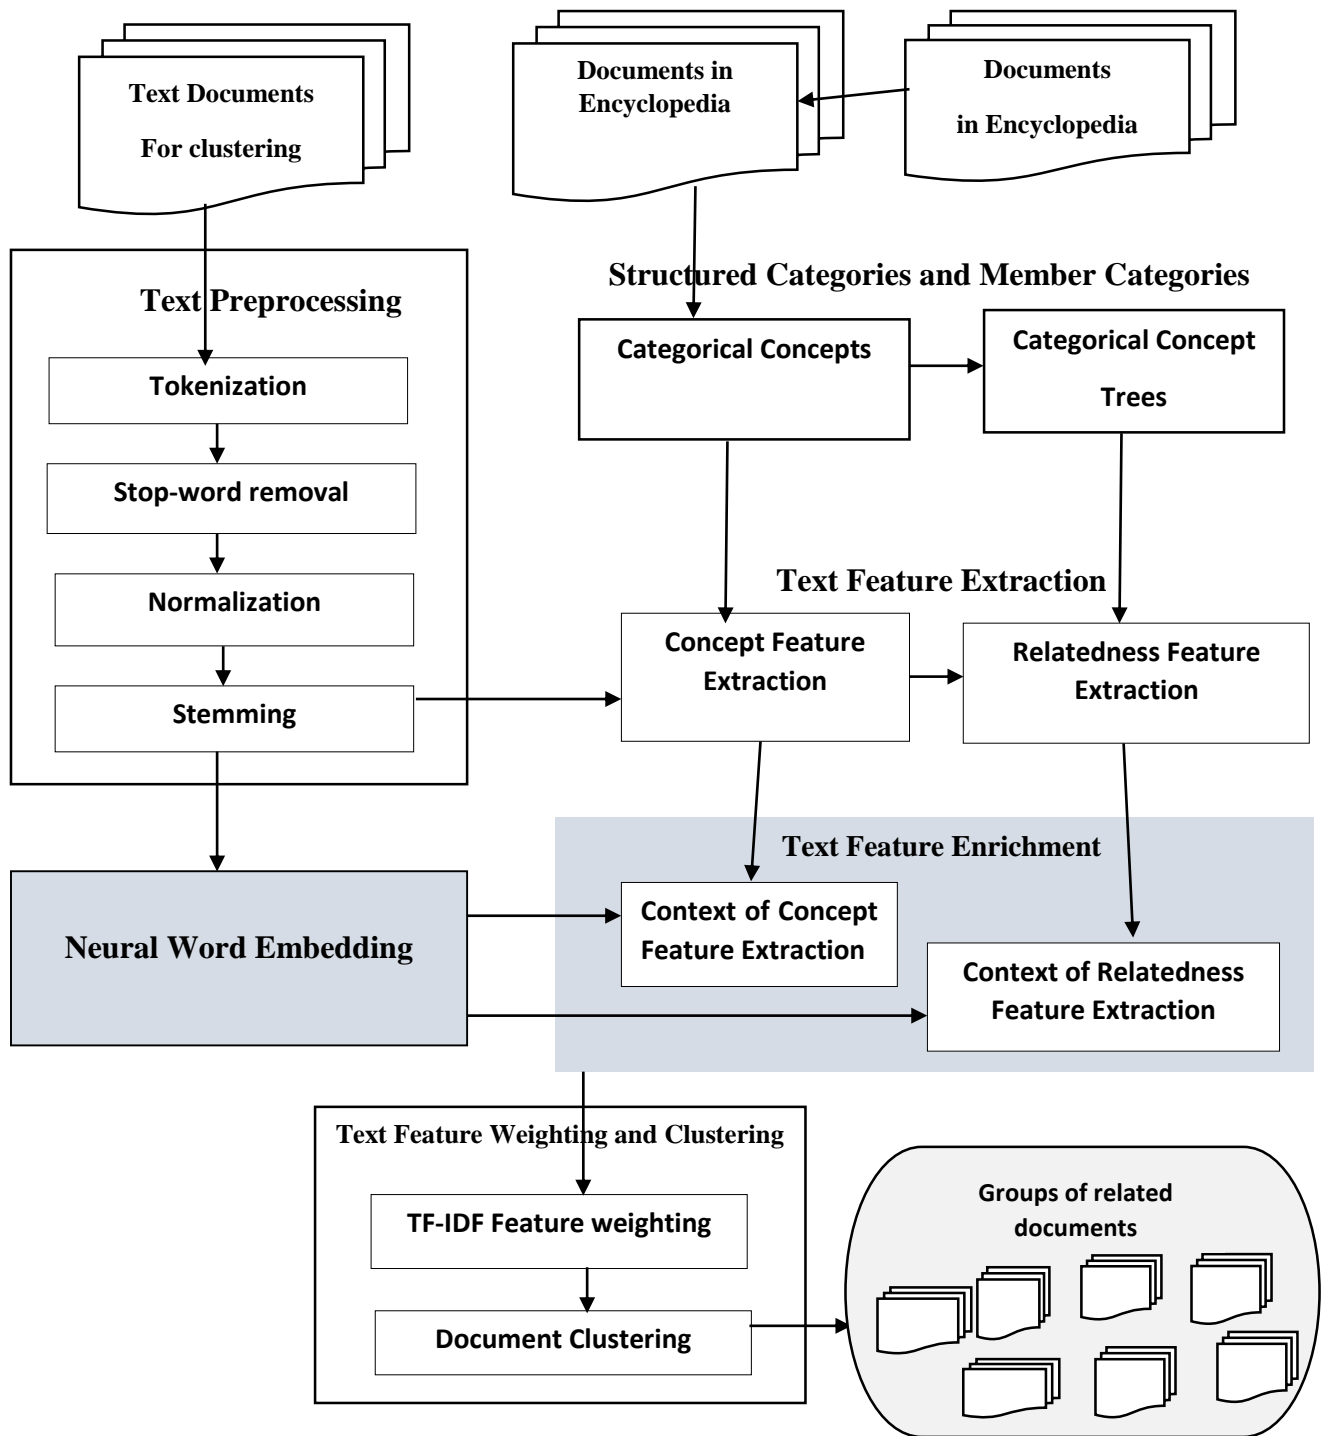 Text Documents
For clustering
Documents in
Encyclopedia
Documents
in Encyclopedia
Text Preprocessing
Structured Categories and Member Categories
Tokenization
Stop-word removal
Normalization
Stemming
Categorical Concepts
Categorical Concept
Trees
Text Feature Extraction
Concept Feature
Extraction
Relatedness Feature
Extraction
Neural Word Embedding
Text Feature Enrichment
Context of Concept
Feature Extraction
Context of Relatedness
Feature Extraction
Text Feature Weighting and Clustering
TF-IDF Feature weighting
Document Clustering
Groups of related
documents